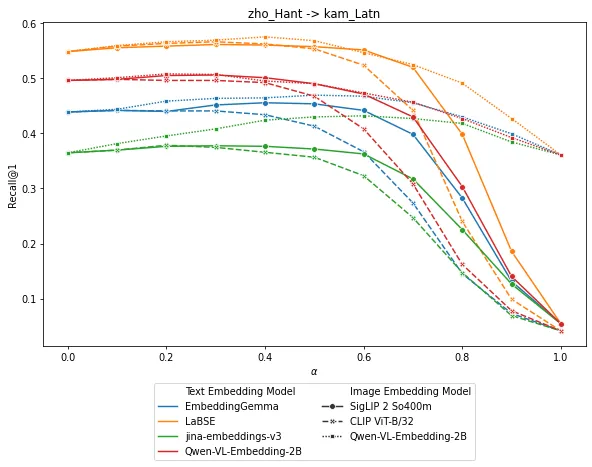 zho_Hant -> kam_Latn
Recall@1
0.6
0.5
0.4
0.3
0.2
0.1
0.0 0.2 0.4 0.6 0.8 1.0
α
Text Embedding Model
EmbeddingGemma
LaBSE
jina-embeddings-v3
Qwen-VL-Embedding-2B
Image Embedding Model
SigLIP 2 So400m
CLIP ViT-B/32
Qwen-VL-Embedding-2B